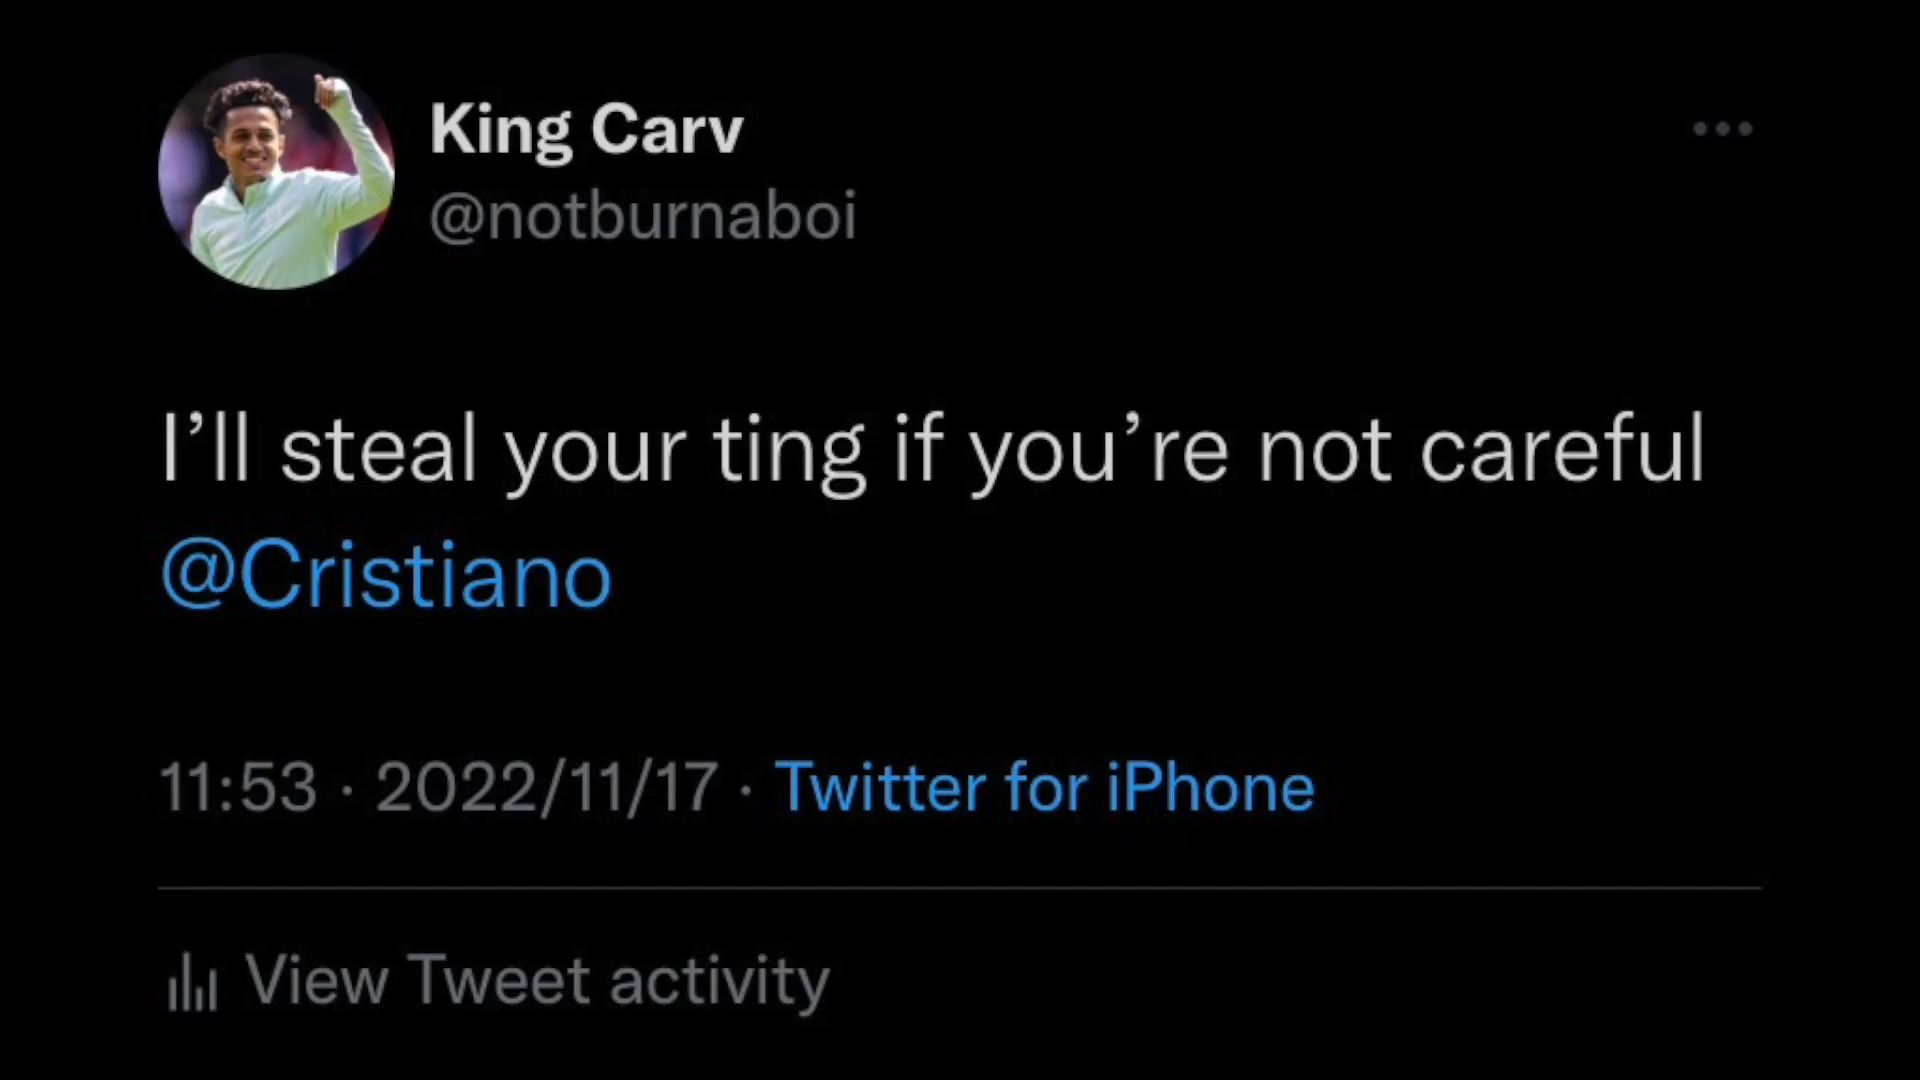 King Carv
@notburnaboi
I’ll steal your ting if you’re not careful
@Cristiano
11:53 · 2022/11/17 · Twitter for iPhone
View Tweet activity